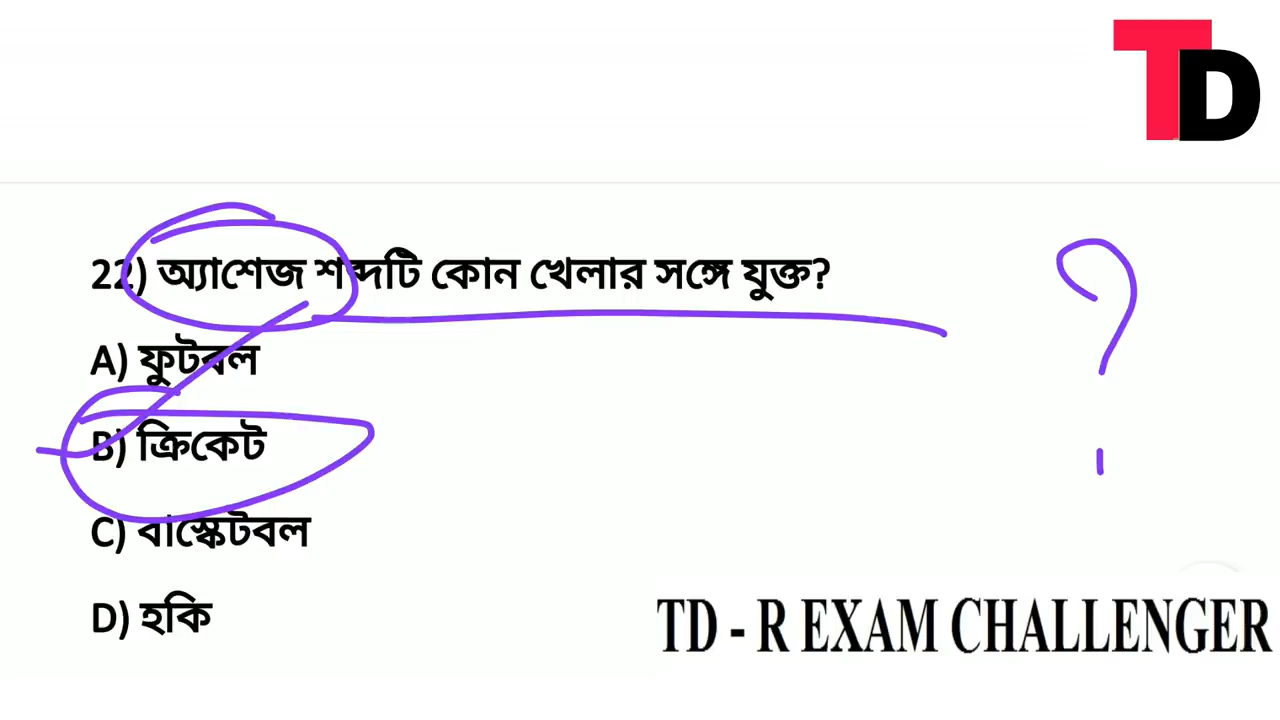 TD
22) অ্যাশেজ শব্দটি কোন খেলার সঙ্গে যুক্ত?
A) ফুটবল
B) ক্রিকেট
C) বাস্কেটবল
D) হকি
?
TD - R EXAM CHALLENGER